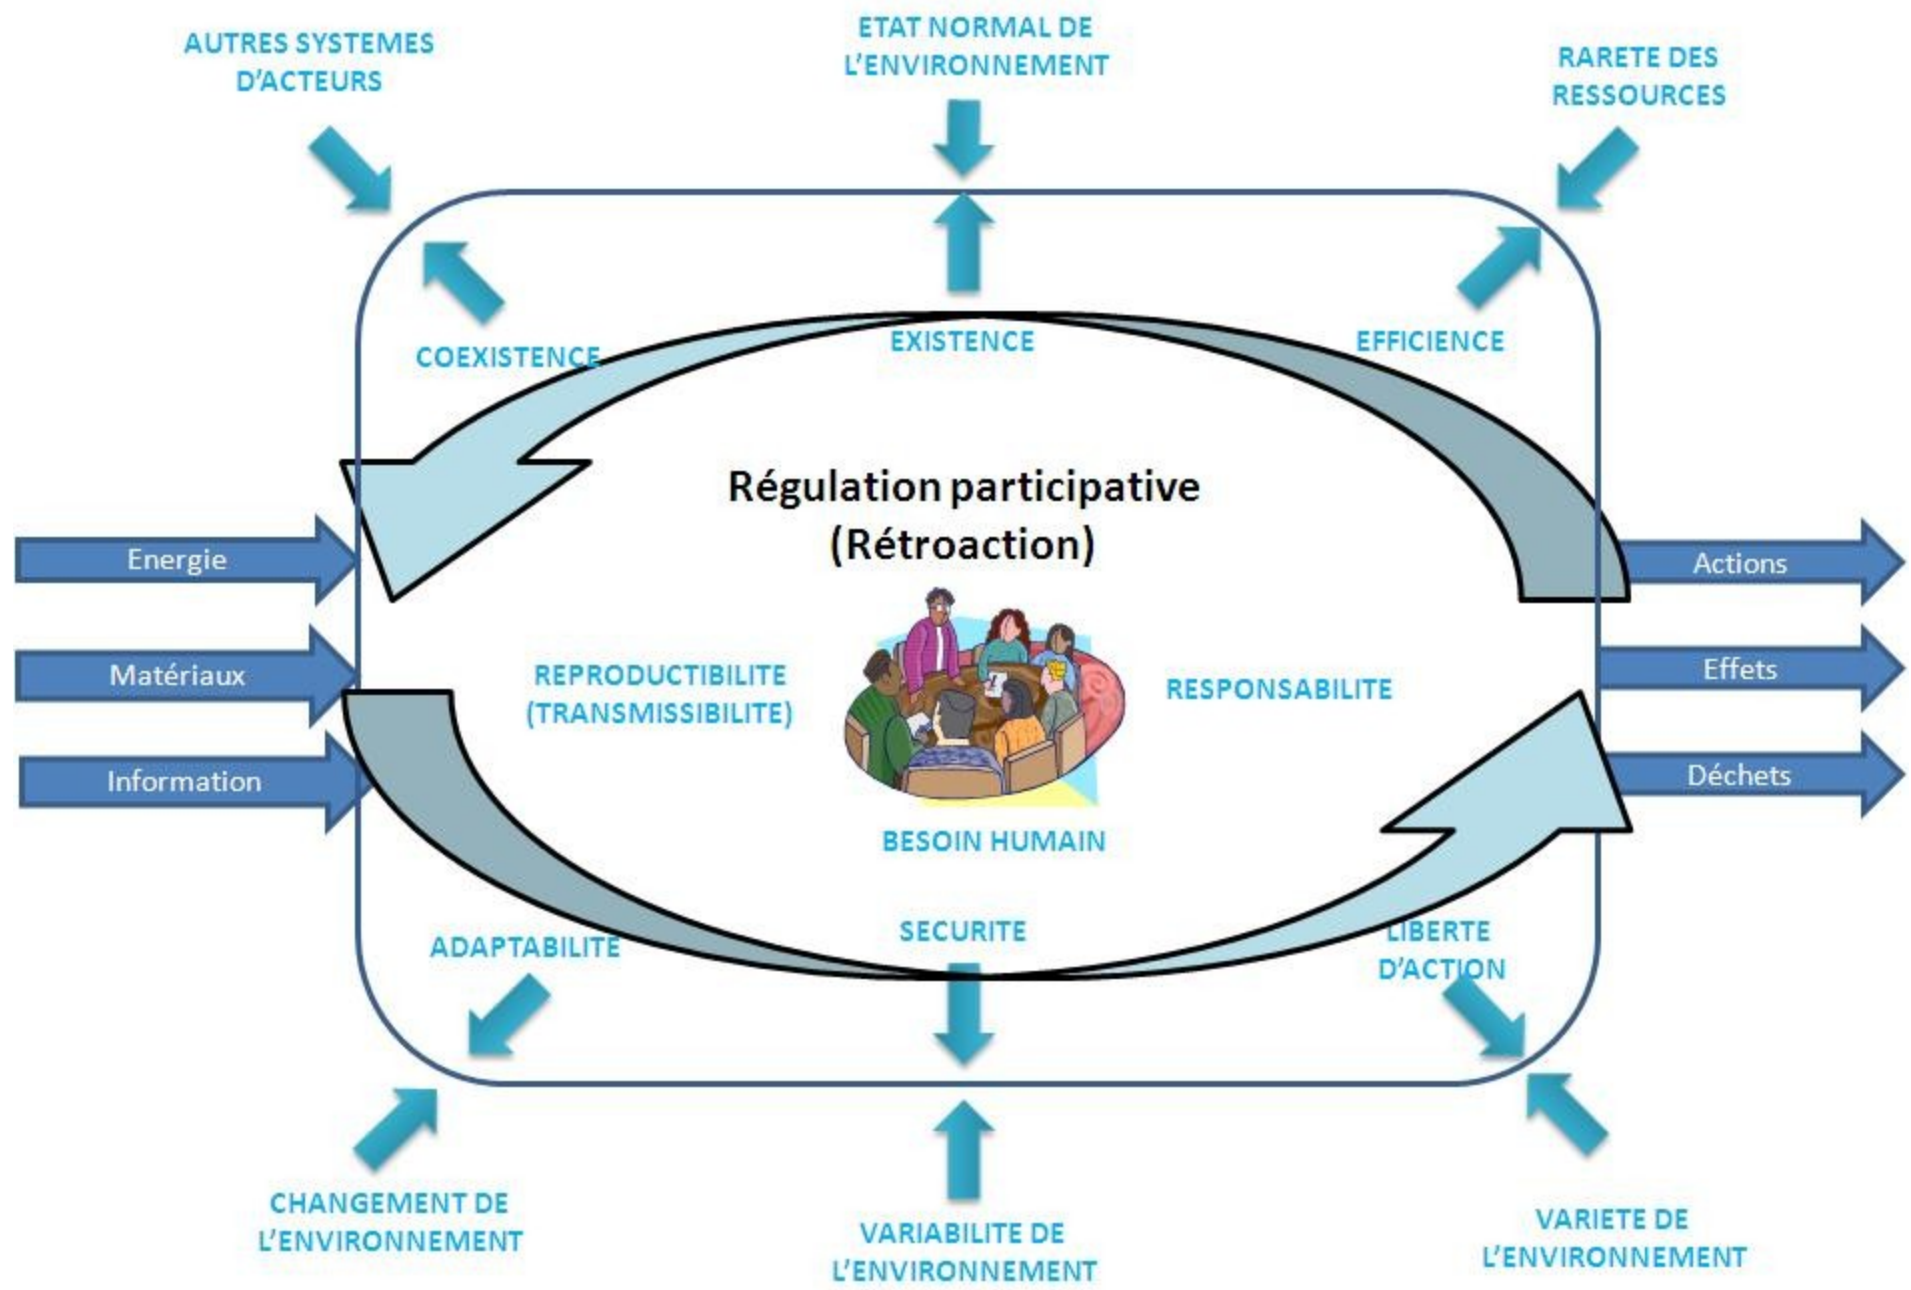 AUTRES SYSTEMES
D'ACTEURS
ETAT NORMAL DE
L'ENVIRONNEMENT
RARETE DES
RESSOURCES
COEXISTENCE
EXISTENCE
EFFICIENCE
Régulation participative
(Rétroaction)
Energie
Matériaux
Information
Actions
Effets
Déchets
REPRODUCTIBILITE
(TRANSMISSIBILITE)
RESPONSABILITE
BESOIN HUMAIN
ADAPTABILITE
SECURITE
LIBERTE
D'ACTION
CHANGEMENT DE
L'ENVIRONNEMENT
VARIABILITE DE
L'ENVIRONNEMENT
VARIETE DE
L'ENVIRONNEMENT